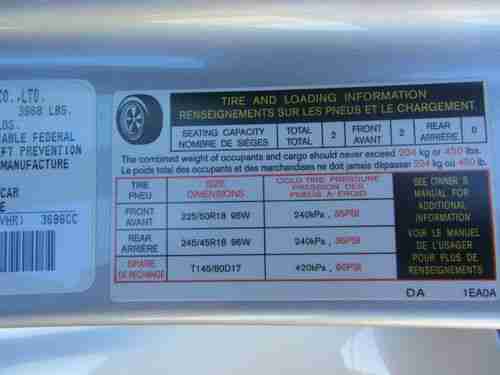 CO.,LTD.
3968 LBS.
LBS.
ABLE FEDERAL
FT PREVENTION
MANUFACTURE
CAR
(VHR) 3696CC
TIRE AND LOADING INFORMATION
RENSEIGNEMENTS SUR LES PNEUS ET LE CHARGEMENT.
SEATING CAPACITY
NOMBRE DE SIÈGES
TOTAL
TOTAL
2
FRONT
AVANT
2
REAR
ARRIÈRE
0
The combined weight of occupants and cargo should never exceed 204 kg or 450 lbs.
Le poids total des occupants et des marchandises ne doit jamais dépasser 204 kg ou 450 lb.
TIRE
PNEU
SIZE
DIMENSIONS
COLD TIRE PRESSURE
PRESSION DES
PNEUS À FROID
FRONT
AVANT
225/50R18 95W
240kPa, 35PSI
REAR
ARRIÈRE
245/45R18 96W
240kPa, 35PSI
SPARE
DE RECHANGE
T145/80D17
420kPa, 60PSI
SEE OWNER'S
MANUAL FOR
ADDITIONAL
INFORMATION
VOIR LE MANUEL
DE L'USAGER
POUR PLUS DE
RENSEIGNEMENTS
DA 1EA0A